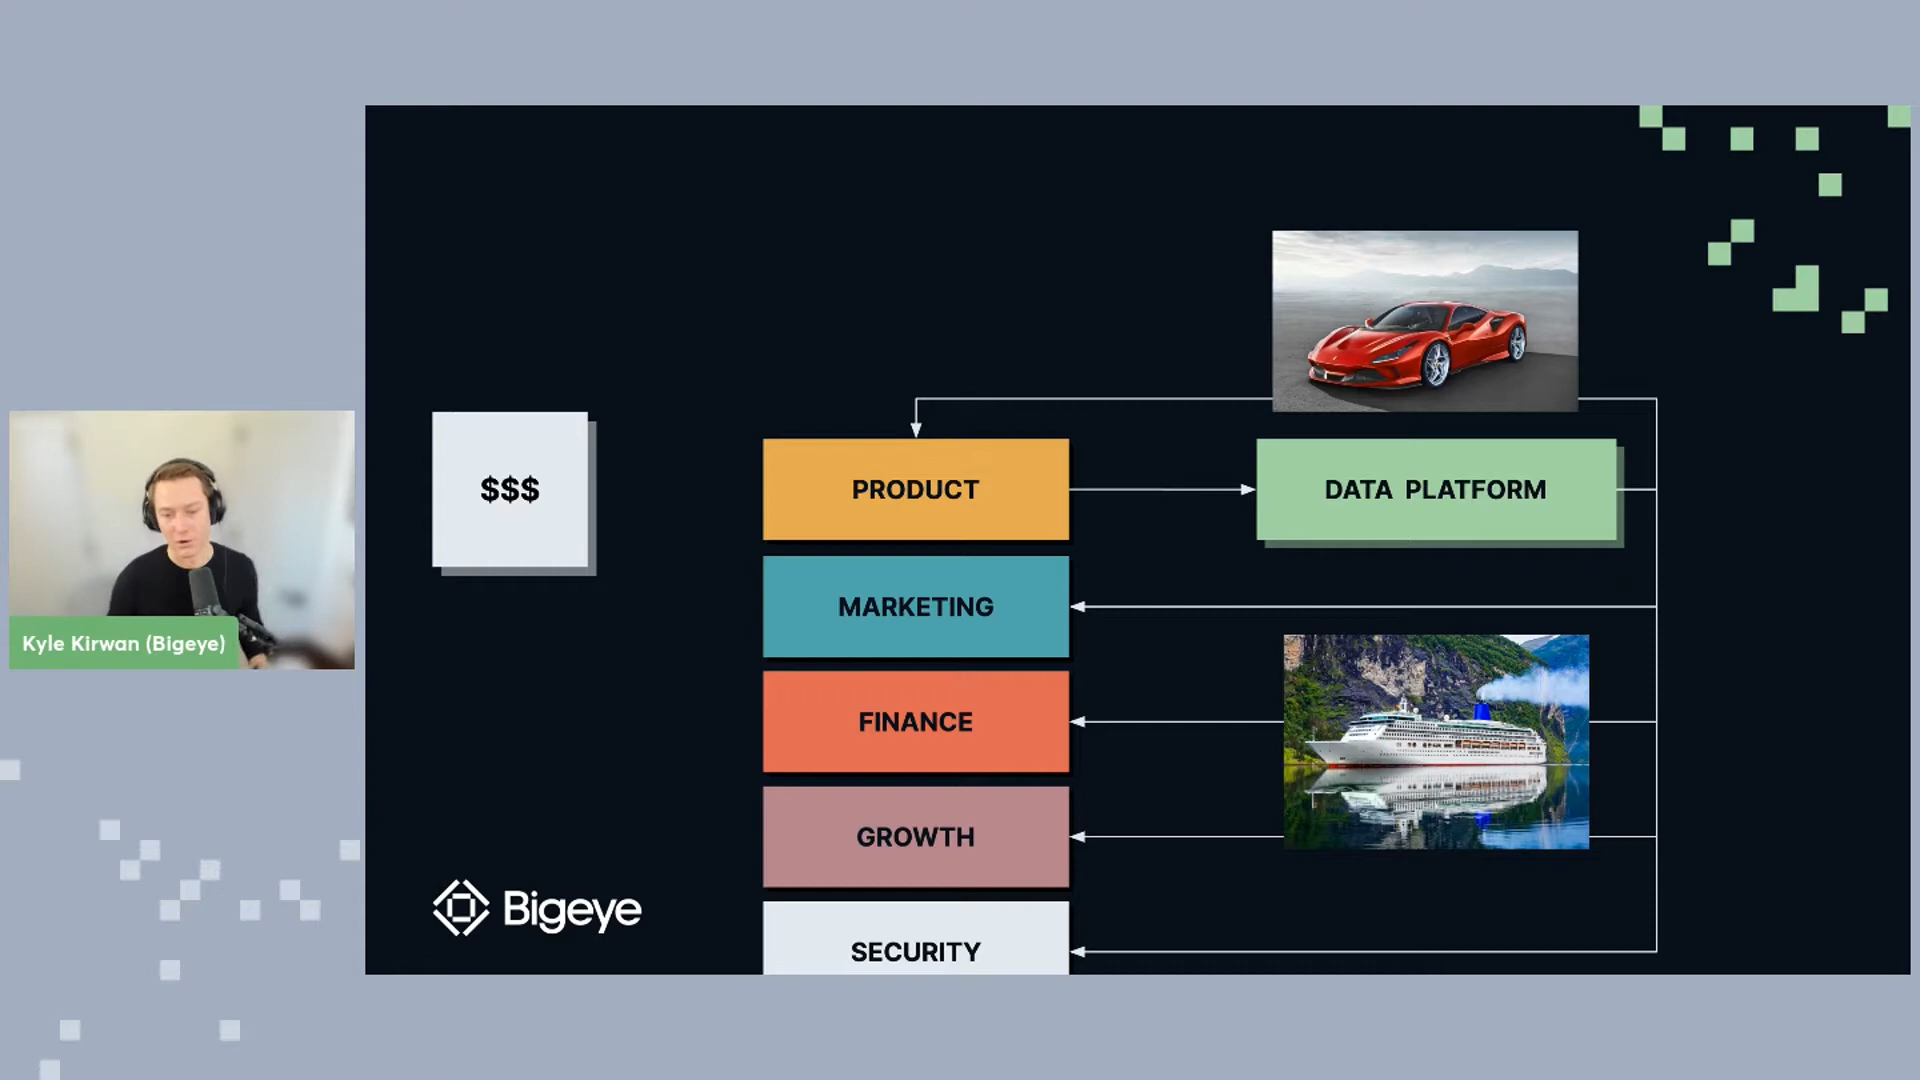 $$$
PRODUCT
DATA PLATFORM
MARKETING
Kyle Kirwan (Bigeye)
FINANCE
GROWTH
Bigeye
SECURITY